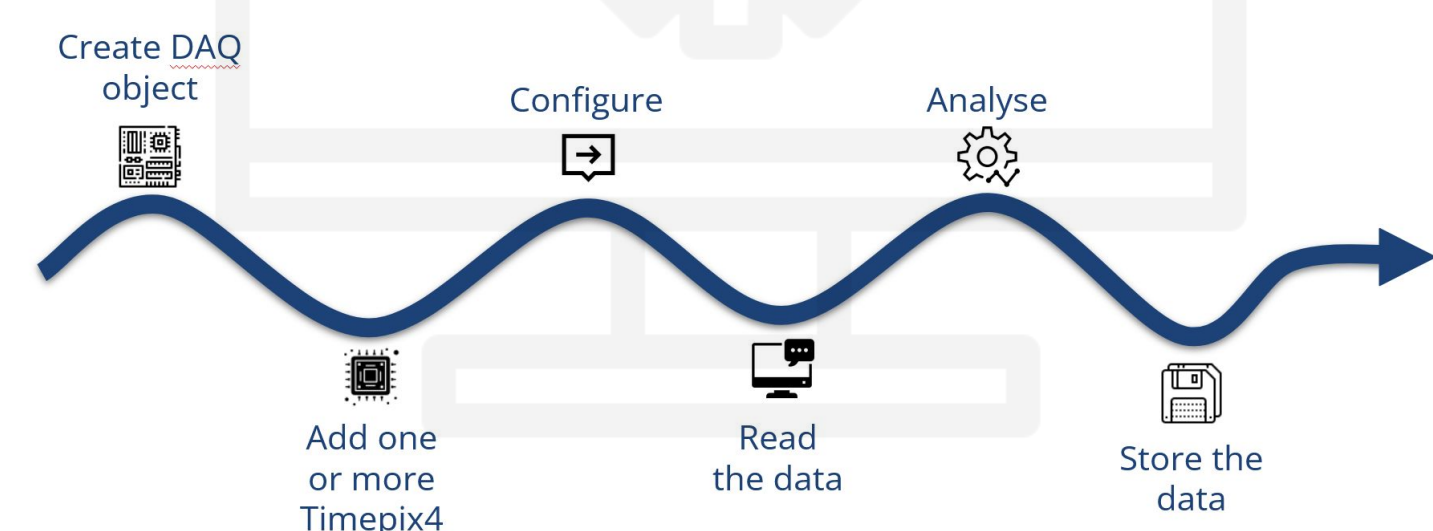 Create DAQ
object
Add one
or more
Timepix4
Configure
Read
the data
Analyse
Store the
data